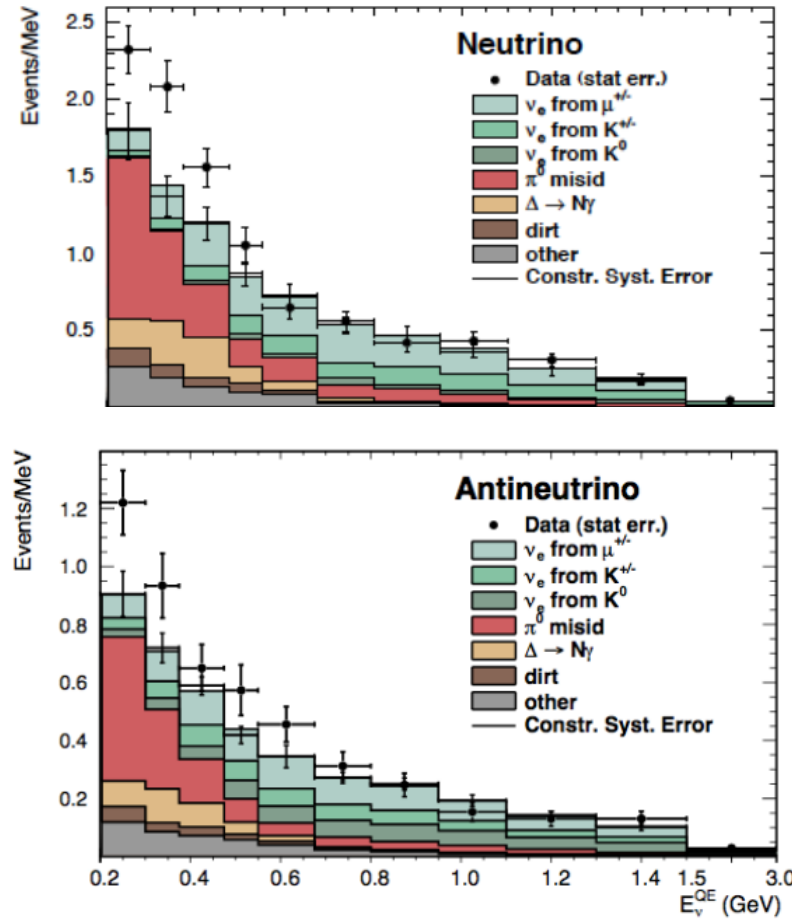 Events/MeV
2.5
2.0
1.5
1.0
0.5
Neutrino
Data (stat err.)
νₑ from μ⁺/⁻
νₑ from K⁺/⁻
νₑ from K⁰
π⁰ misid
Δ → Nγ
dirt
other
Constr. Syst. Error
Events/MeV
1.2
1.0
0.8
0.6
0.4
0.2
Antineutrino
Data (stat err.)
νₑ from μ⁺/⁻
νₑ from K⁺/⁻
νₑ from K⁰
π⁰ misid
Δ → Nγ
dirt
other
Constr. Syst. Error
0.2 0.4 0.6 0.8 1.0 1.2 1.4 1.5 3.0
E_ν^QE (GeV)